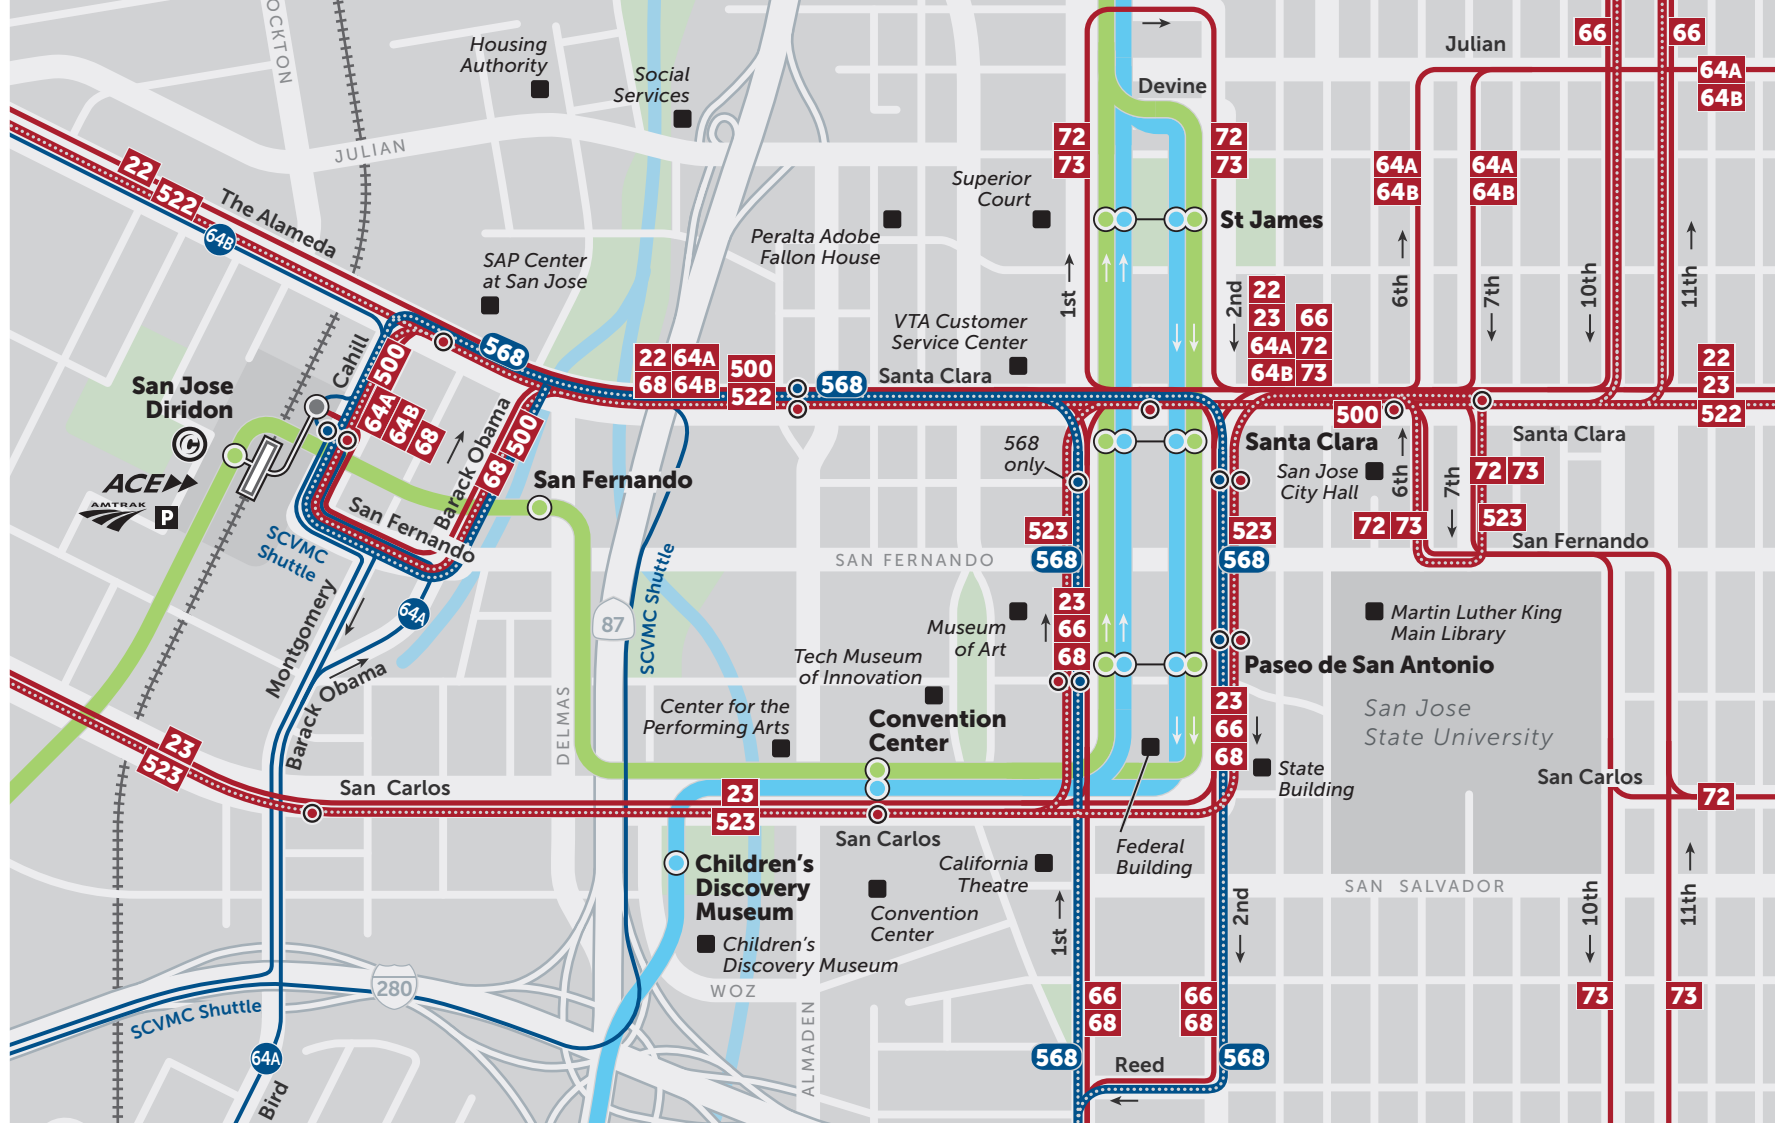 OCKTON
Housing
Authority
Social
Services
JULIAN
Devine
Julian
66
66
64A
64B
72
73
72
73
64A
64B
64A
64B
22
522
64B
The Alameda
Superior
Court
Peralta Adobe
Fallon House
St James
SAP Center
at San Jose
VTA Customer
Service Center
1st
2nd
6th
7th
10th
11th
22
23
66
64A
72
64B
73
Cahill
500
568
22
64A
68
64B
500
522
568
Santa Clara
22
23
522
San Jose
Diridon
C
ACE
AMTRAK
P
64A
64B
68
Barack Obama
500
68
San Fernando
San Fernando
SCVMC
Shuttle
568
only
Santa Clara
500
San Jose
City Hall
6th
7th
Santa Clara
72
73
523
72
73
San Fernando
523
568
523
568
SAN FERNANDO
Montgomery
64A
Barack Obama
87
SCVMC Shuttle
23
66
68
Museum
of Art
Tech Museum
of Innovation
Martin Luther King
Main Library
Paseo de San Antonio
Center for the
Performing Arts
Convention
Center
23
66
68
San Jose
State University
DELMAS
23
523
San Carlos
23
523
San Carlos
State
Building
San Carlos
72
Children's
Discovery
Museum
California
Theatre
Federal
Building
SAN SALVADOR
Convention
Center
Children's
Discovery Museum
1st
2nd
10th
11th
WOZ
280
SCVMC Shuttle
ALMADEN
66
68
66
68
73
73
64A
Bird
568
Reed
568